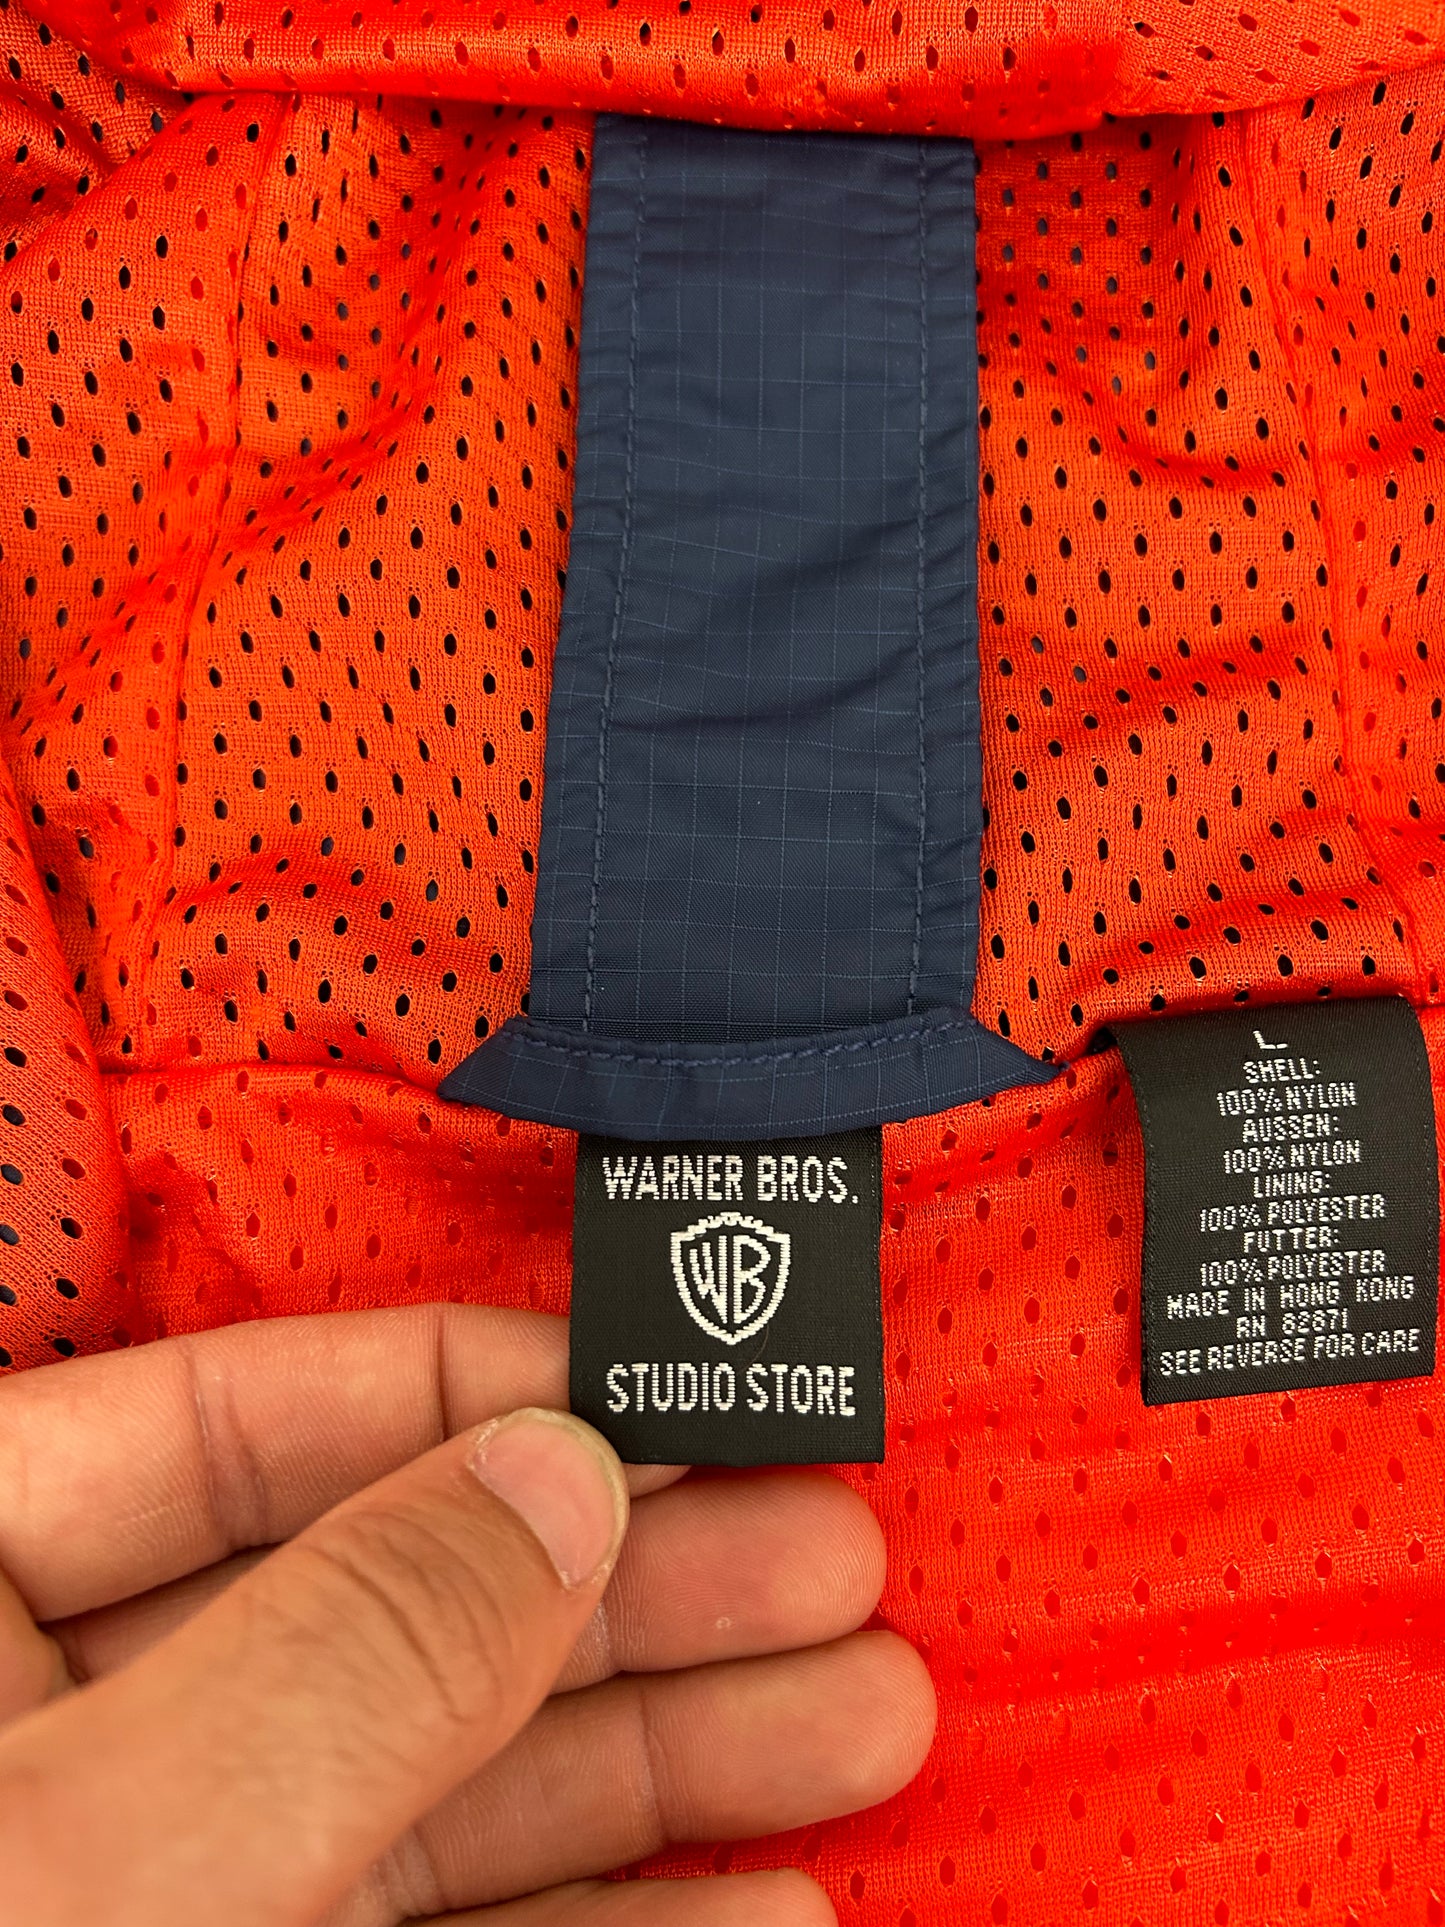 WARNER BROS.
WB
STUDIO STORE
L.
SHELL:
100% NYLON
AUSSEN:
100% NYLON
LINING:
100% POLYESTER
FUTTER:
100% POLYESTER
MADE IN HONG KONG
RN 82871
SEE REVERSE FOR CARE